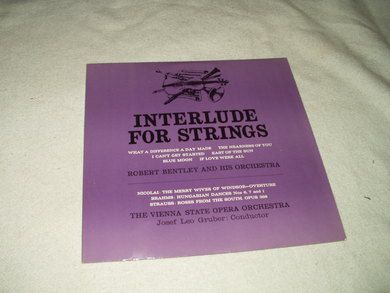 INTERLUDE
FOR STRINGS
WHAT A DIFFERENCE A DAY MADE THE NEARNESS OF YOU
I CAN'T GET STARTED EAST OF THE SUN
BLUE MOON IF LOVE WERE ALL
ROBERT BENTLEY AND HIS ORCHESTRA
NICOLAI: THE MERRY WIVES OF WINDSOR—OVERTURE
BRAHMS: HUNGARIAN DANCES Nos 6, 7 and 1
STRAUSS: ROSES FROM THE SOUTH, OPUS 388
THE VIENNA STATE OPERA ORCHESTRA
Josef Leo Gruber: Conductor